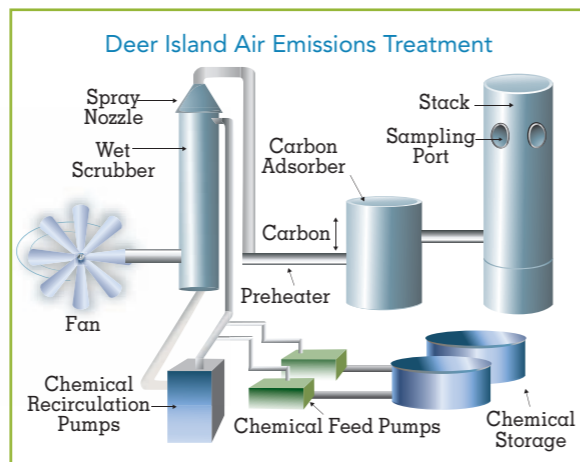 Deer Island Air Emissions Treatment
Spray
Nozzle
Wet
Scrubber
Fan
Carbon
Adsorber
Carbon
Preheater
Stack
Sampling
Port
Chemical
Recirculation
Pumps
Chemical Feed Pumps
Chemical
Storage